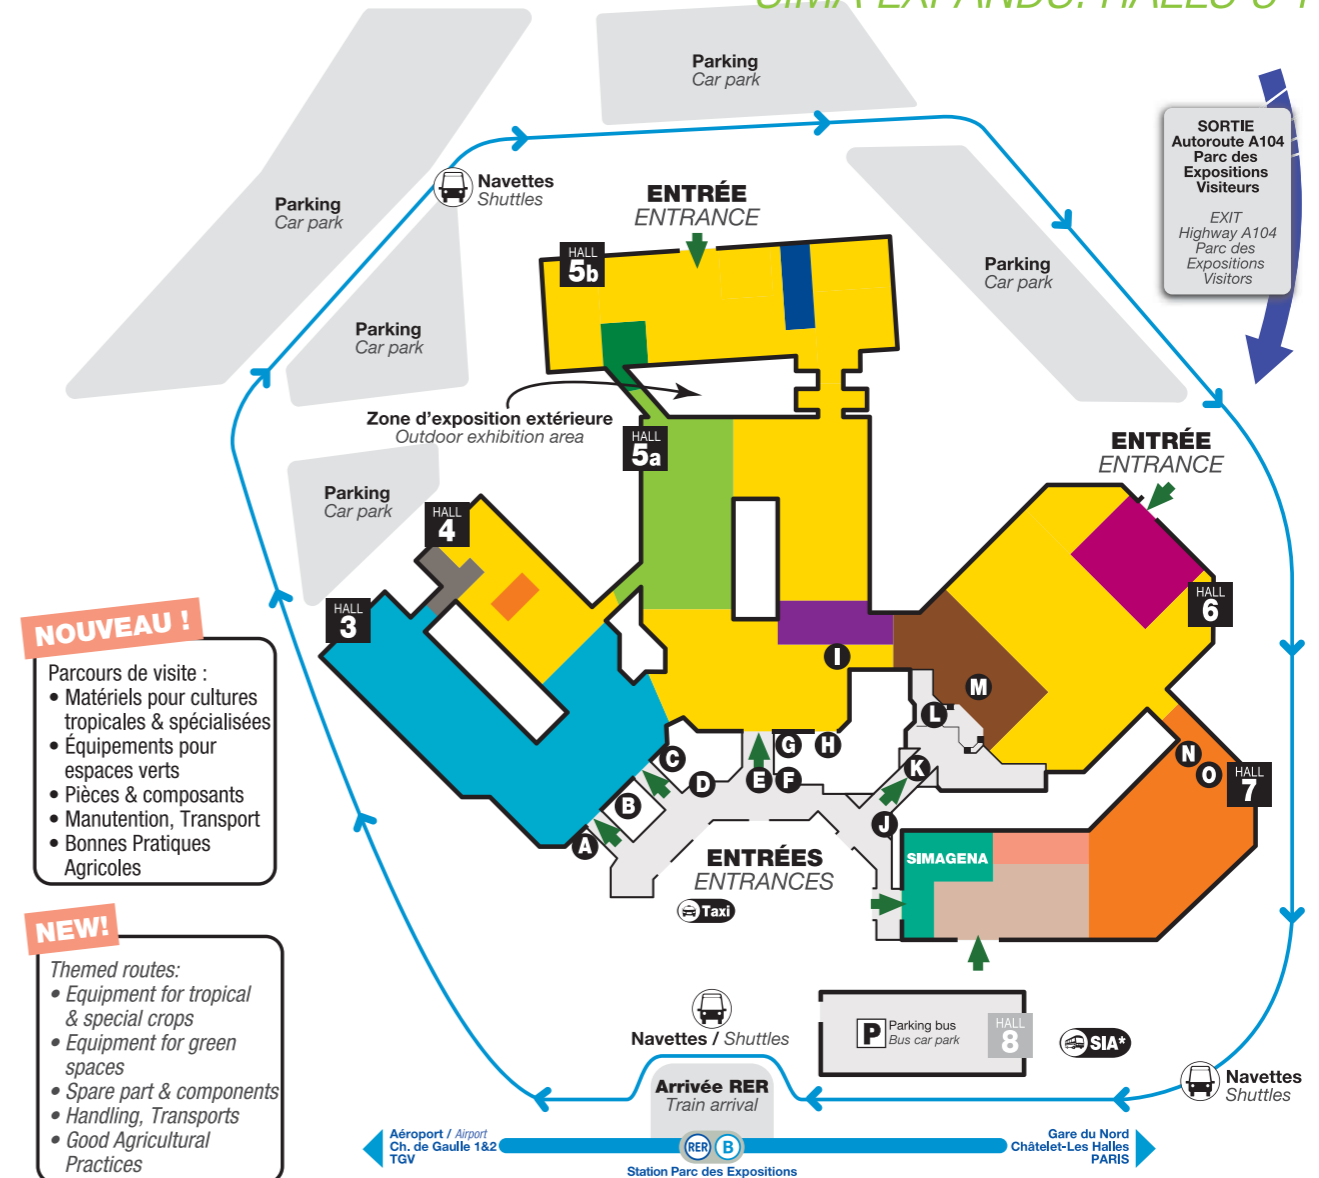 Parking
Car park
SORTIE
Autoroute A104
Parc des
Expositions
Visiteurs
EXIT
Highway A104
Parc des
Expositions
Visitors
Navettes
Shuttles
ENTRÉE
ENTRANCE
Parking
Car park
HALL
5b
Parking
Car park
Parking
Car park
Zone d'exposition extérieure
Outdoor exhibition area
HALL
5a
ENTRÉE
ENTRANCE
Parking
Car park
HALL
4
HALL
3
HALL
6
NOUVEAU !
Parcours de visite :
• Matériels pour cultures
tropicales & spécialisées
• Équipements pour
espaces verts
• Pièces & composants
• Manutention, Transport
• Bonnes Pratiques
Agricoles
I
M
L
C
G
H
D
E
F
K
B
A
J
N
O
HALL
7
ENTRÉES
ENTRANCES
Taxi
SIMAGENA
NEW!
Themed routes:
• Equipment for tropical
& special crops
• Equipment for green
spaces
• Spare part & components
• Handling, Transports
• Good Agricultural
Practices
Navettes / Shuttles
P
Parking bus
Bus car park
HALL
8
SIA*
Arrivée RER
Train arrival
Navettes
Shuttles
Aéroport / Airport
Ch. de Gaulle 1&2
TGV
RER B
Station Parc des Expositions
Gare du Nord
Châtelet-Les Halles
PARIS